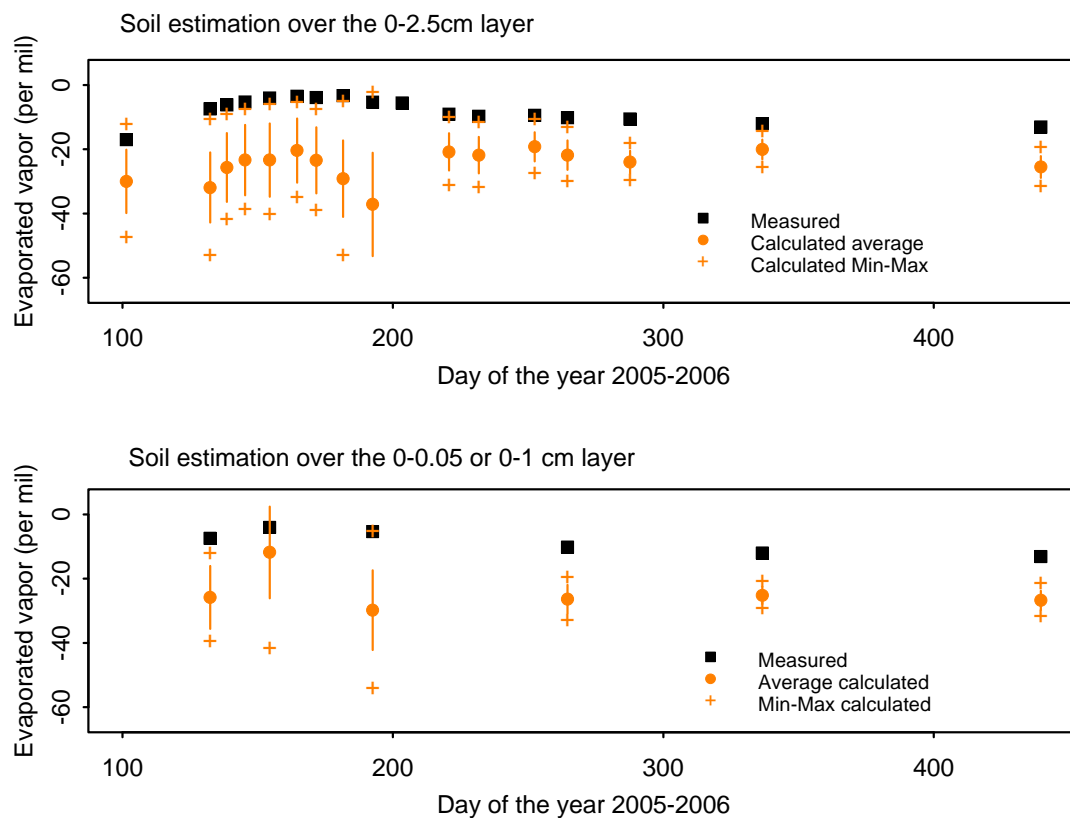 Soil estimation over the 0-2.5cm layer
Evaporated vapor (per mil)
0
-20
-40
-60
Measured
Calculated average
Calculated Min-Max
100
200
300
400
Day of the year 2005-2006
Soil estimation over the 0-0.05 or 0-1 cm layer
Evaporated vapor (per mil)
0
-20
-40
-60
Measured
Average calculated
Min-Max calculated
100
200
300
400
Day of the year 2005-2006